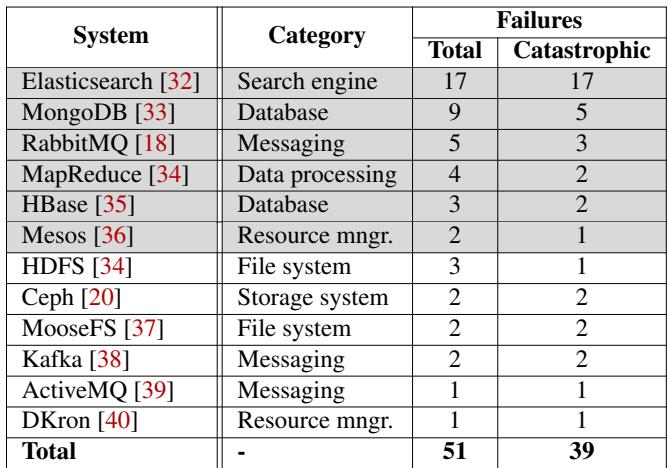 System Category Failures
Total Catastrophic
Elasticsearch [32] Search engine 17 17
MongoDB [33] Database 9 5
RabbitMQ [18] Messaging 5 3
MapReduce [34] Data processing 4 2
HBase [35] Database 3 2
Mesos [36] Resource mngr. 2 1
HDFS [34] File system 3 1
Ceph [20] Storage system 2 2
MooseFS [37] File system 2 2
Kafka [38] Messaging 2 2
ActiveMQ [39] Messaging 1 1
DKron [40] Resource mngr. 1 1
Total - 51 39